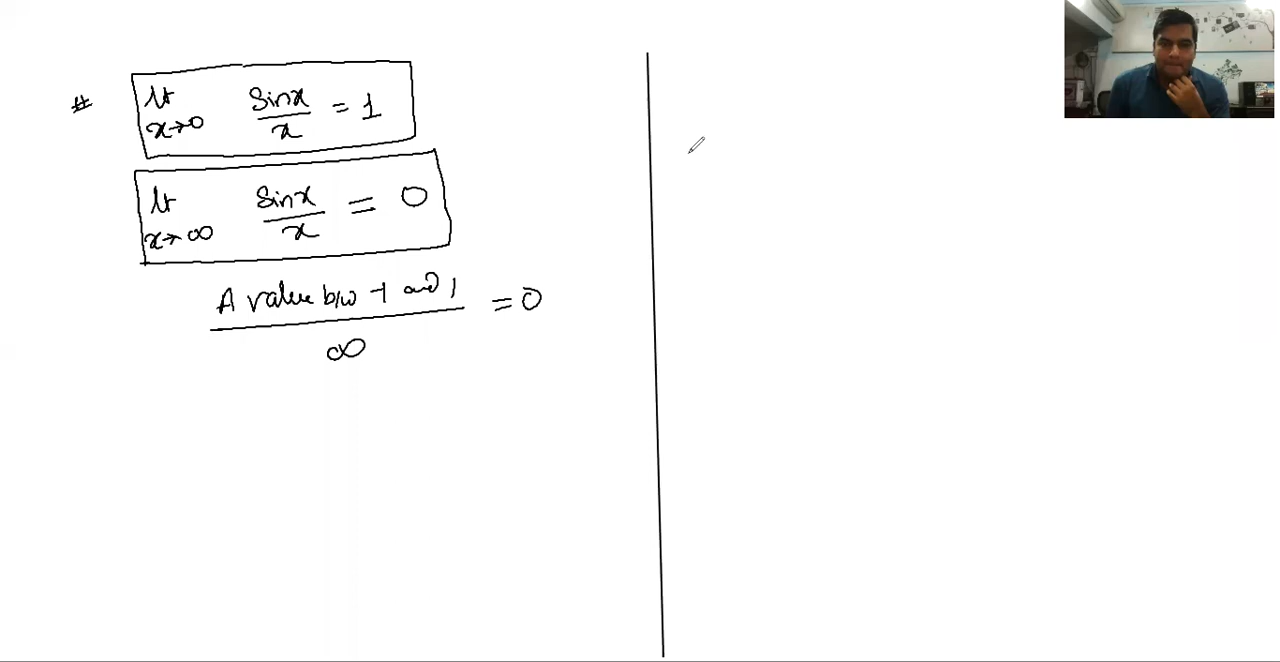 # lt sinx = 1
x→0 x
lt sinx = 0
x→∞ x
A value b/w -1 and 1 = 0
∞